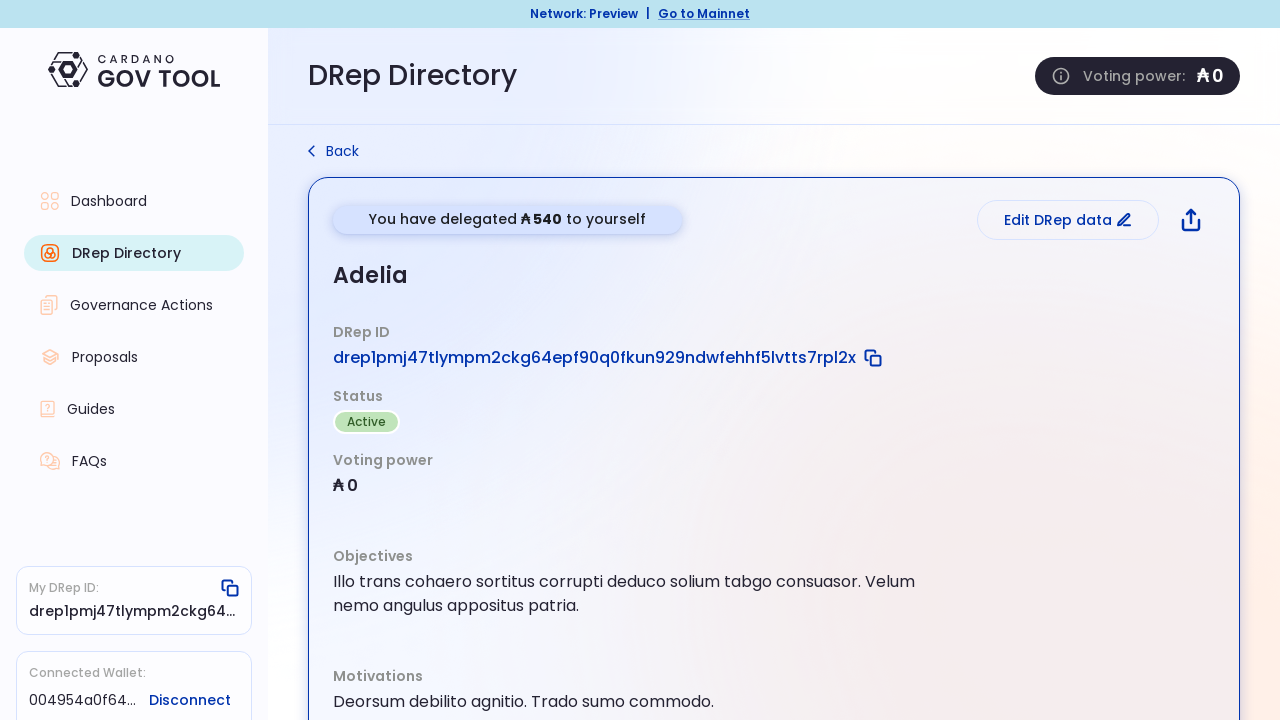 Network: Preview | Go to Mainnet
CARDANO
GOV TOOL
DRep Directory
Voting power: ₳ 0
Back
Dashboard
DRep Directory
Governance Actions
Proposals
Guides
FAQs
My DRep ID:
drep1pmj47tlympm2ckg64...
Connected Wallet:
004954a0f64... Disconnect
You have delegated ₳ 540 to yourself
Edit DRep data
Adelia
DRep ID
drep1pmj47tlympm2ckg64epf90q0fkun929ndwfehhf5lvtts7rpl2x
Status
Active
Voting power
₳ 0
Objectives
Illo trans cohaero sortitus corrupti deduco solium tabgo consuasor. Velum
nemo angulus appositus patria.
Motivations
Deorsum debilito agnitio. Trado sumo commodo.